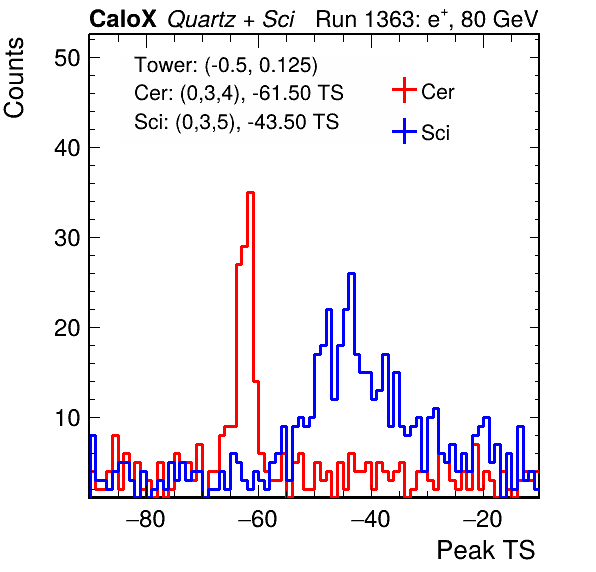 CaloX Quartz + Sci Run 1363: e⁺, 80 GeV
Counts
50
40
30
20
10
Tower: (-0.5, 0.125)
Cer: (0,3,4), -61.50 TS
Sci: (0,3,5), -43.50 TS
Cer
Sci
−80 −60 −40 −20
Peak TS